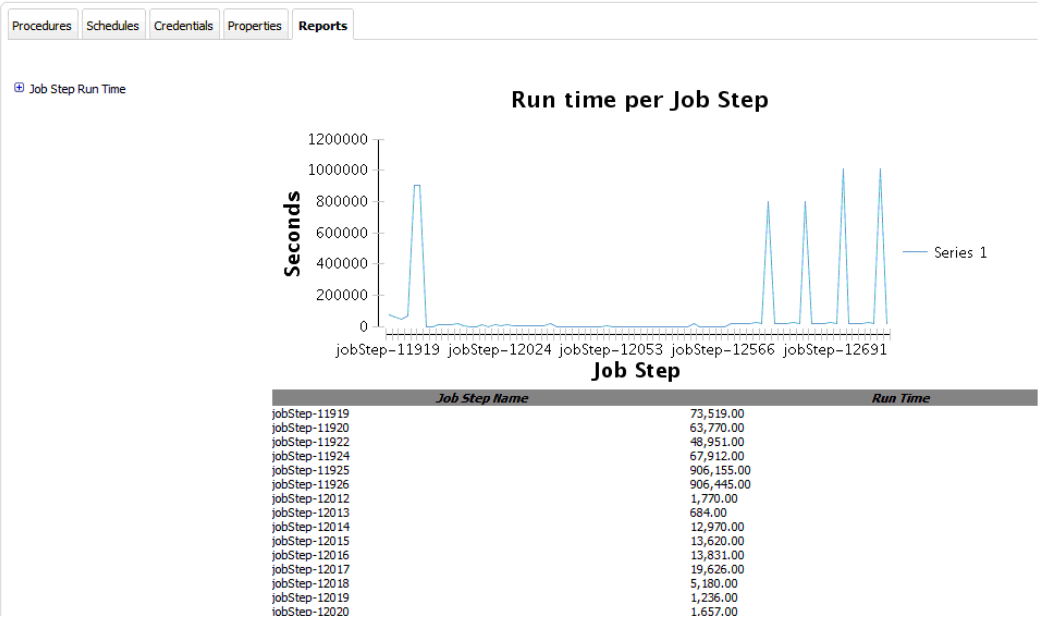 Procedures Schedules Credentials Properties Reports
Job Step Run Time
Run time per Job Step
1200000
1000000
800000
600000
400000
200000
0
Seconds
Series 1
jobStep-11919 jobStep-12024 jobStep-12053 jobStep-12566 jobStep-12691
Job Step
Job Step Name Run Time
jobStep-11919 73,519.00
jobStep-11920 63,770.00
jobStep-11922 48,951.00
jobStep-11924 67,912.00
jobStep-11925 906,155.00
jobStep-11926 906,445.00
jobStep-12012 1,770.00
jobStep-12013 684.00
jobStep-12014 12,970.00
jobStep-12015 13,620.00
jobStep-12016 13,831.00
jobStep-12017 19,626.00
jobStep-12018 5,180.00
jobStep-12019 1,236.00
jobStep-12020 1,657.00